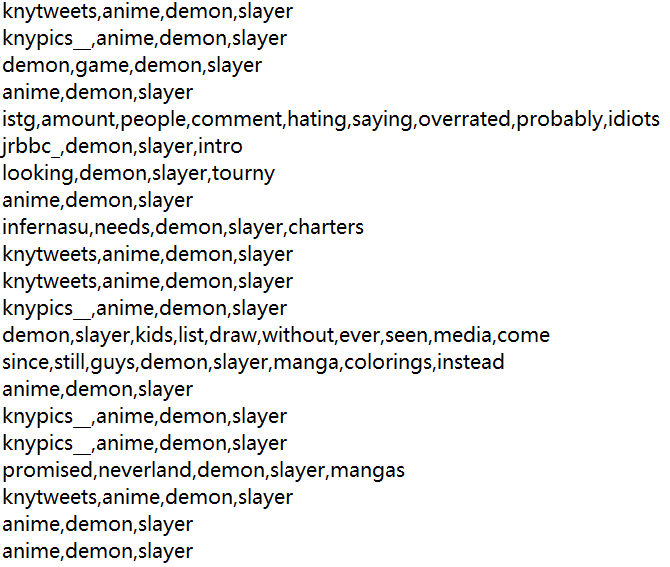 knytweets,anime,demon,slayer
knypics__,anime,demon,slayer
demon,game,demon,slayer
anime,demon,slayer
istg,amount,people,comment,hating,saying,overrated,probably,idiots
jrbbc_,demon,slayer,intro
looking,demon,slayer,tourny
anime,demon,slayer
infernasu,needs,demon,slayer,charters
knytweets,anime,demon,slayer
knytweets,anime,demon,slayer
knypics__,anime,demon,slayer
demon,slayer,kids,list,draw,without,ever,seen,media,come
since,still,guys,demon,slayer,manga,colorings,instead
anime,demon,slayer
knypics__,anime,demon,slayer
knypics__,anime,demon,slayer
promised,neverland,demon,slayer,mangas
knytweets,anime,demon,slayer
anime,demon,slayer
anime,demon,slayer